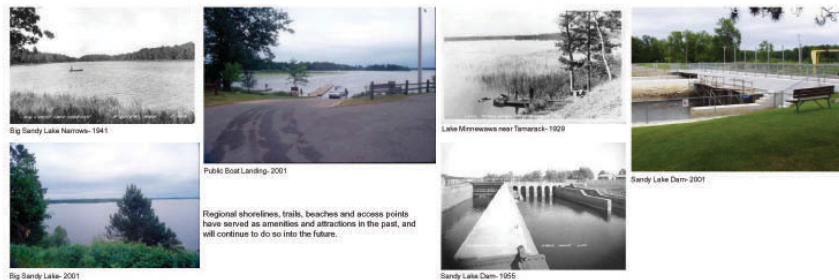 Big Sandy Lake Narrows- 1941
Public Boat Landing- 2001
Lake Minnewawa near Tamarack- 1929
Sandy Lake Dam- 2001
Regional shorelines, trails, beaches and access points
have served as amenities and attractions in the past, and
will continue to do so into the future.
Big Sandy Lake- 2001
Sandy Lake Dam- 1955